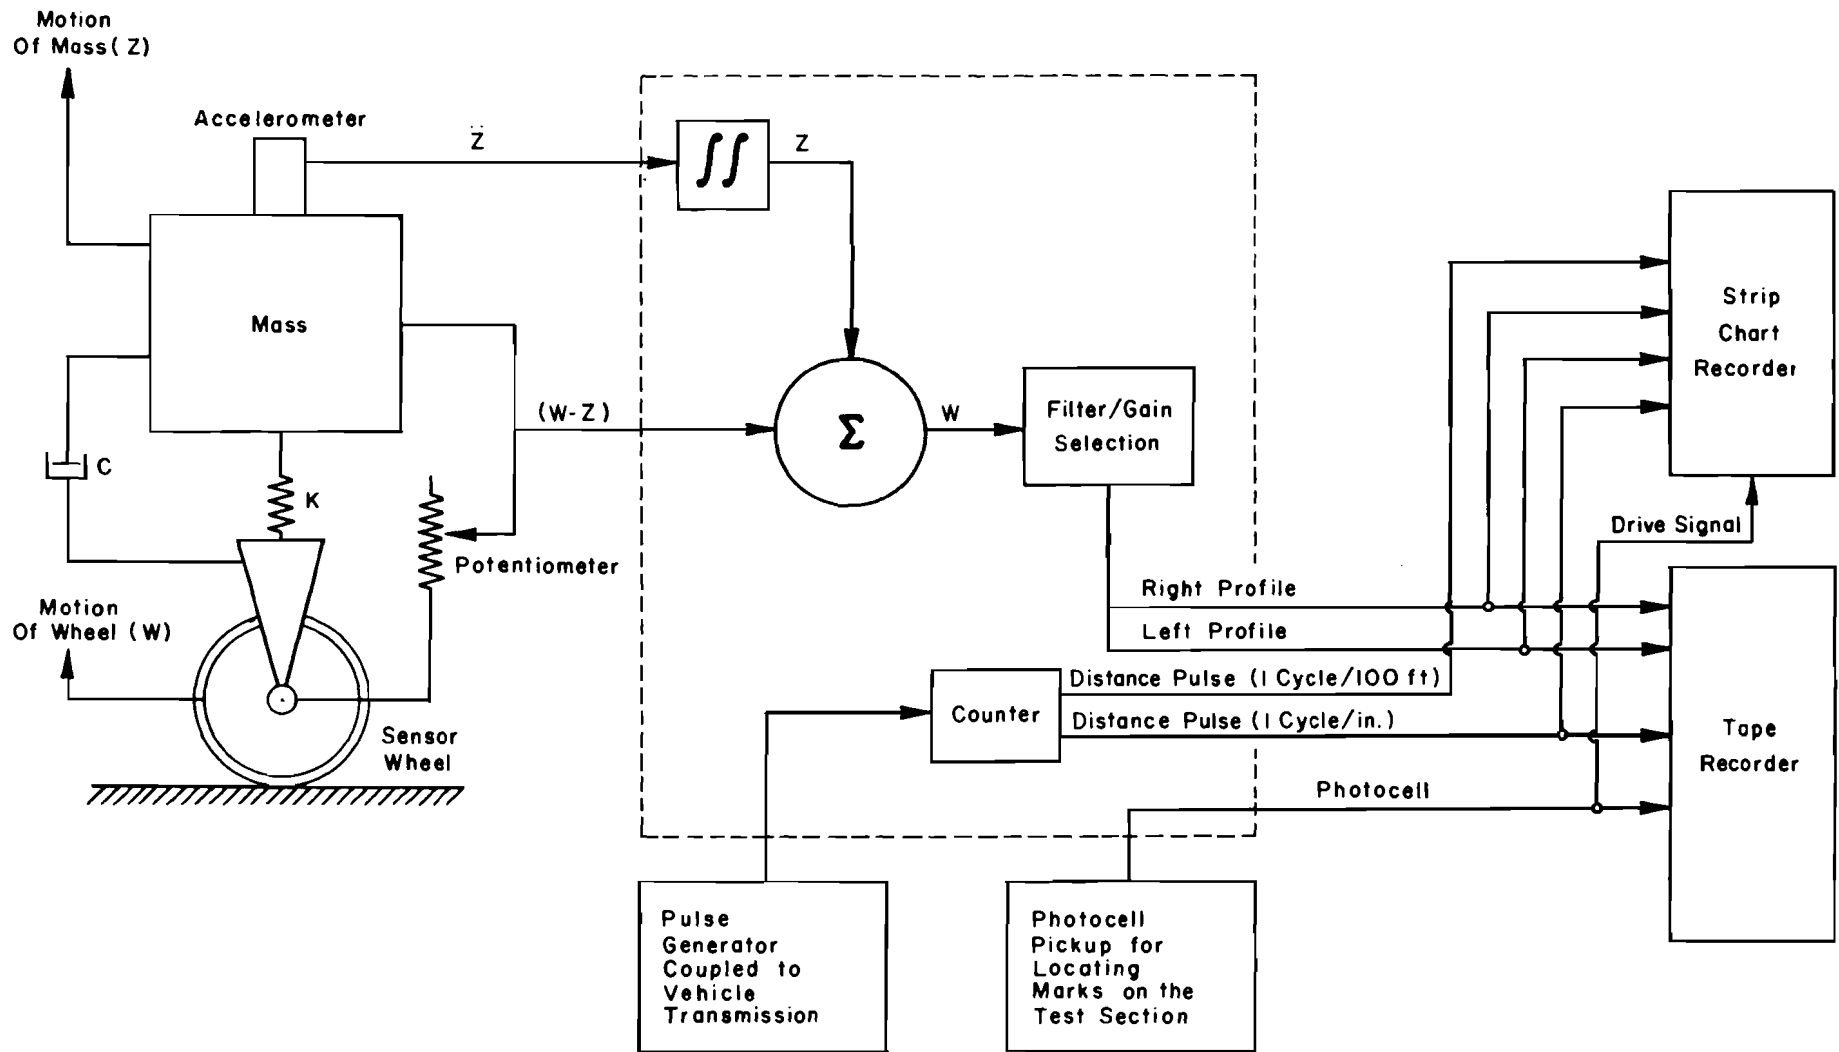 Motion
Of Mass(Z)
Accelerometer
Z̈
∫∫
Z
Mass
Strip
Chart
Recorder
(W-Z)
Σ
W
Filter/Gain
Selection
C
K
Potentiometer
Drive Signal
Motion
Of Wheel (W)
Right Profile
Left Profile
Sensor
Wheel
Counter
Distance Pulse (1 Cycle/100 ft)
Distance Pulse (1 Cycle/in.)
Tape
Recorder
Photocell
Pulse
Generator
Coupled to
Vehicle
Transmission
Photocell
Pickup for
Locating
Marks on the
Test Section